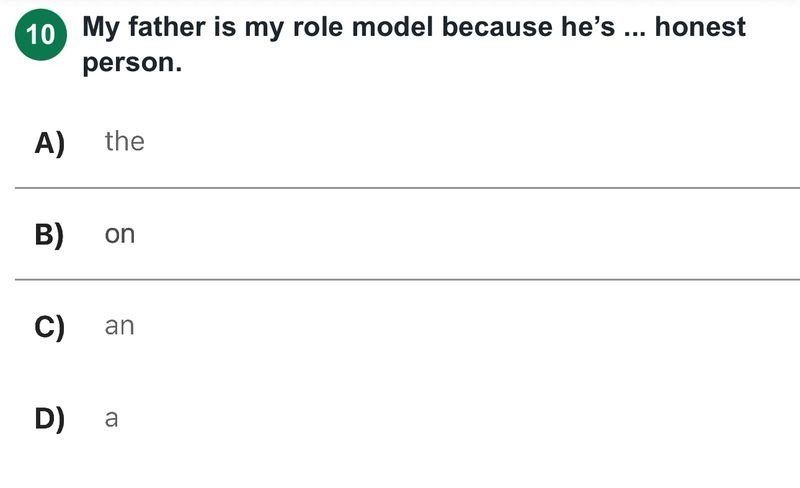 10 My father is my role model because he’s ... honest
person.
A) the
B) on
C) an
D) a